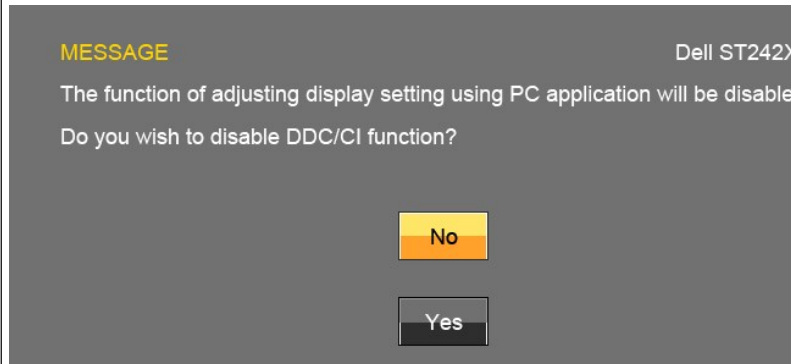 MESSAGE Dell ST242X
The function of adjusting display setting using PC application will be disable
Do you wish to disable DDC/CI function?
No
Yes